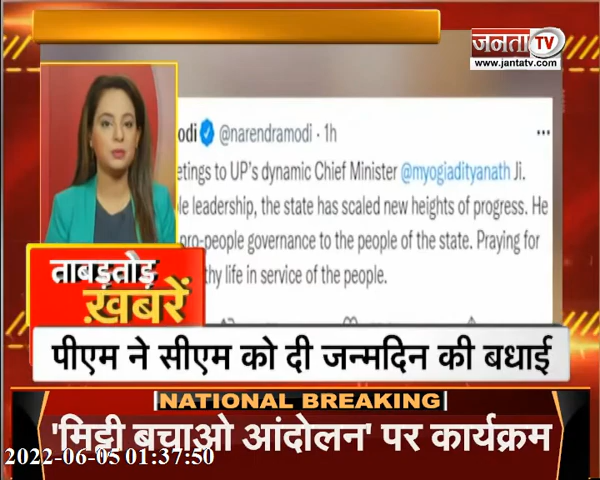 जनता TV
www.jantatv.com
odi @narendramodi · 1h
etings to UP's dynamic Chief Minister @myogiadityanath Ji.
le leadership, the state has scaled new heights of progress. He
pro-people governance to the people of the state. Praying for
thy life in service of the people.
ताबड़तोड़
ख़बरें
पीएम ने सीएम को दी जन्मदिन की बधाई
NATIONAL BREAKING
'मिट्टी बचाओ आंदोलन' पर कार्यक्रम
2022-06-05 01:37:50